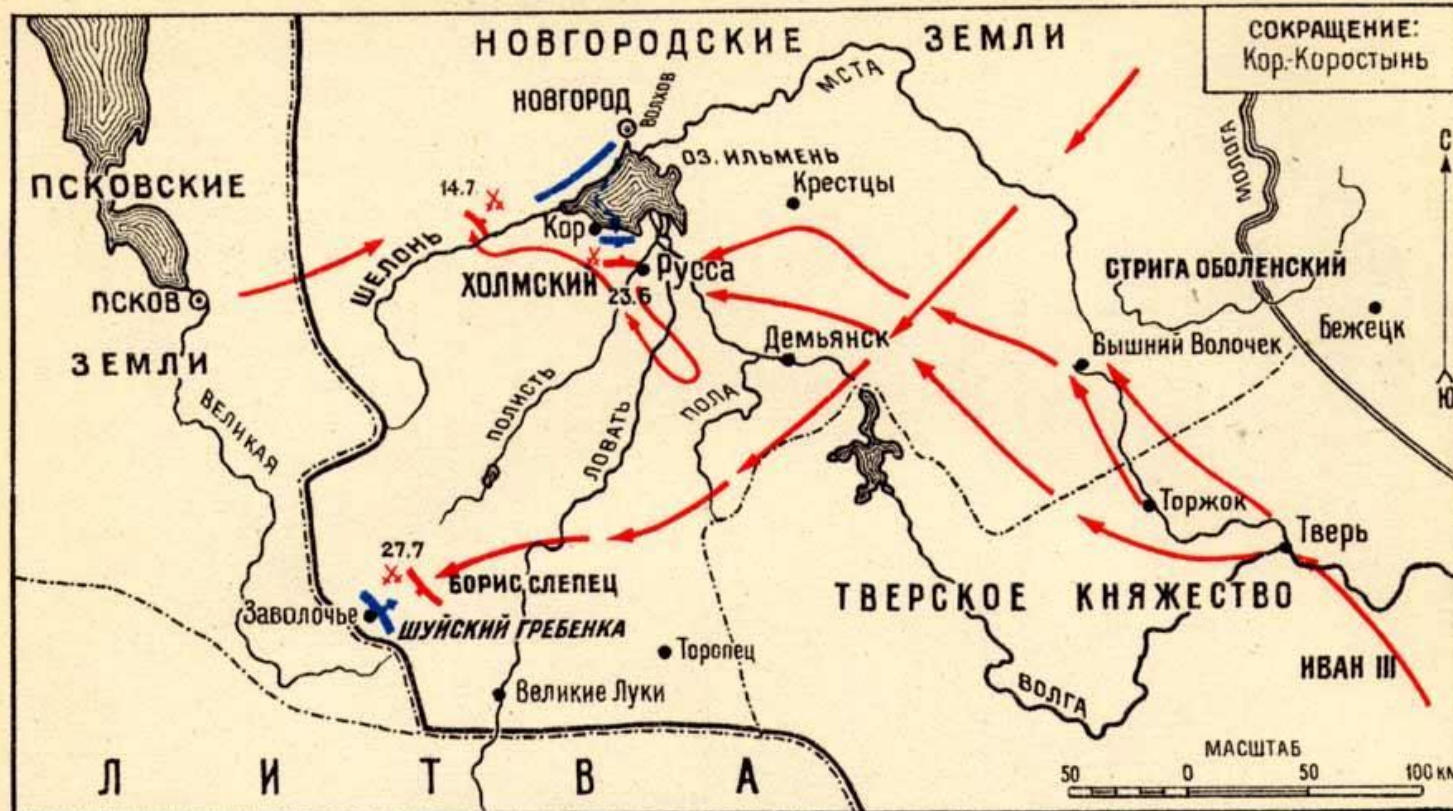 НОВГОРОДСКИЕ ЗЕМЛИ
СОКРАЩЕНИЕ:
Кор.-Коростынь
МСТА
НОВГОРОД
ВОЛХОВ
ОЗ. ИЛЬМЕНЬ
МОЛОГА
С
ПСКОВСКИЕ
14.7
Крестцы
Кор
ШЕЛОНЬ
ХОЛМСКИЙ
Русса
23.6
СТРИГА ОБОЛЕНСКИЙ
ПСКОВ
Бежецк
ЗЕМЛИ
Демьянск
Вышний Волочек
Ю
ВЕЛИКАЯ
ПОЛИСТЬ
ЛОВАТЬ
ПОЛА
Торжок
Тверь
27.7
БОРИС СЛЕПЕЦ
ТВЕРСКОЕ КНЯЖЕСТВО
Заволочье
ШУЙСКИЙ ГРЕБЕНКА
Торопец
ИВАН III
Великие Луки
ВОЛГА
ЛИТВА
МАСШТАБ
50 0 50 100 км